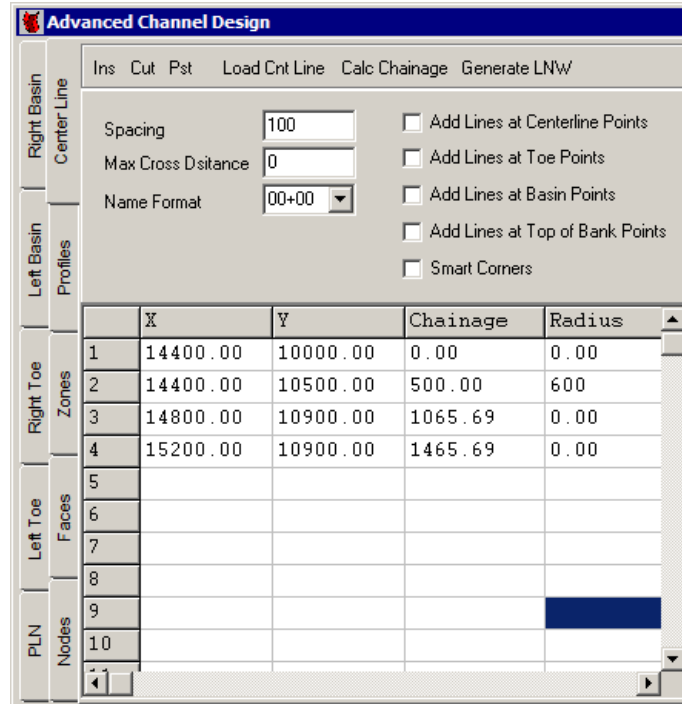 Advanced Channel Design
Right Basin
Left Basin
Right Toe
Left Toe
PLN
Center Line
Profiles
Zones
Faces
Nodes
Ins Cut Pst Load Cnt Line Calc Chainage Generate LNW
Spacing 100
Max Cross Dsitance 0
Name Format 00+00
Add Lines at Centerline Points
Add Lines at Toe Points
Add Lines at Basin Points
Add Lines at Top of Bank Points
Smart Corners
X Y Chainage Radius
1 14400.00 10000.00 0.00 0.00
2 14400.00 10500.00 500.00 600
3 14800.00 10900.00 1065.69 0.00
4 15200.00 10900.00 1465.69 0.00
5
6
7
8
9
10